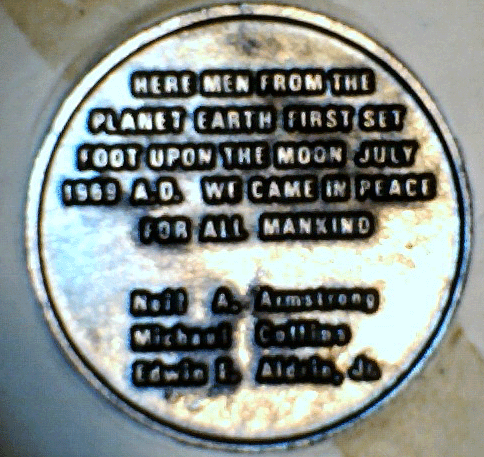 HERE MEN FROM THE
PLANET EARTH FIRST SET
FOOT UPON THE MOON JULY
1969 A.D. WE CAME IN PEACE
FOR ALL MANKIND
Neil A. Armstrong
Michael Collins
Edwin E. Aldrin, Jr.